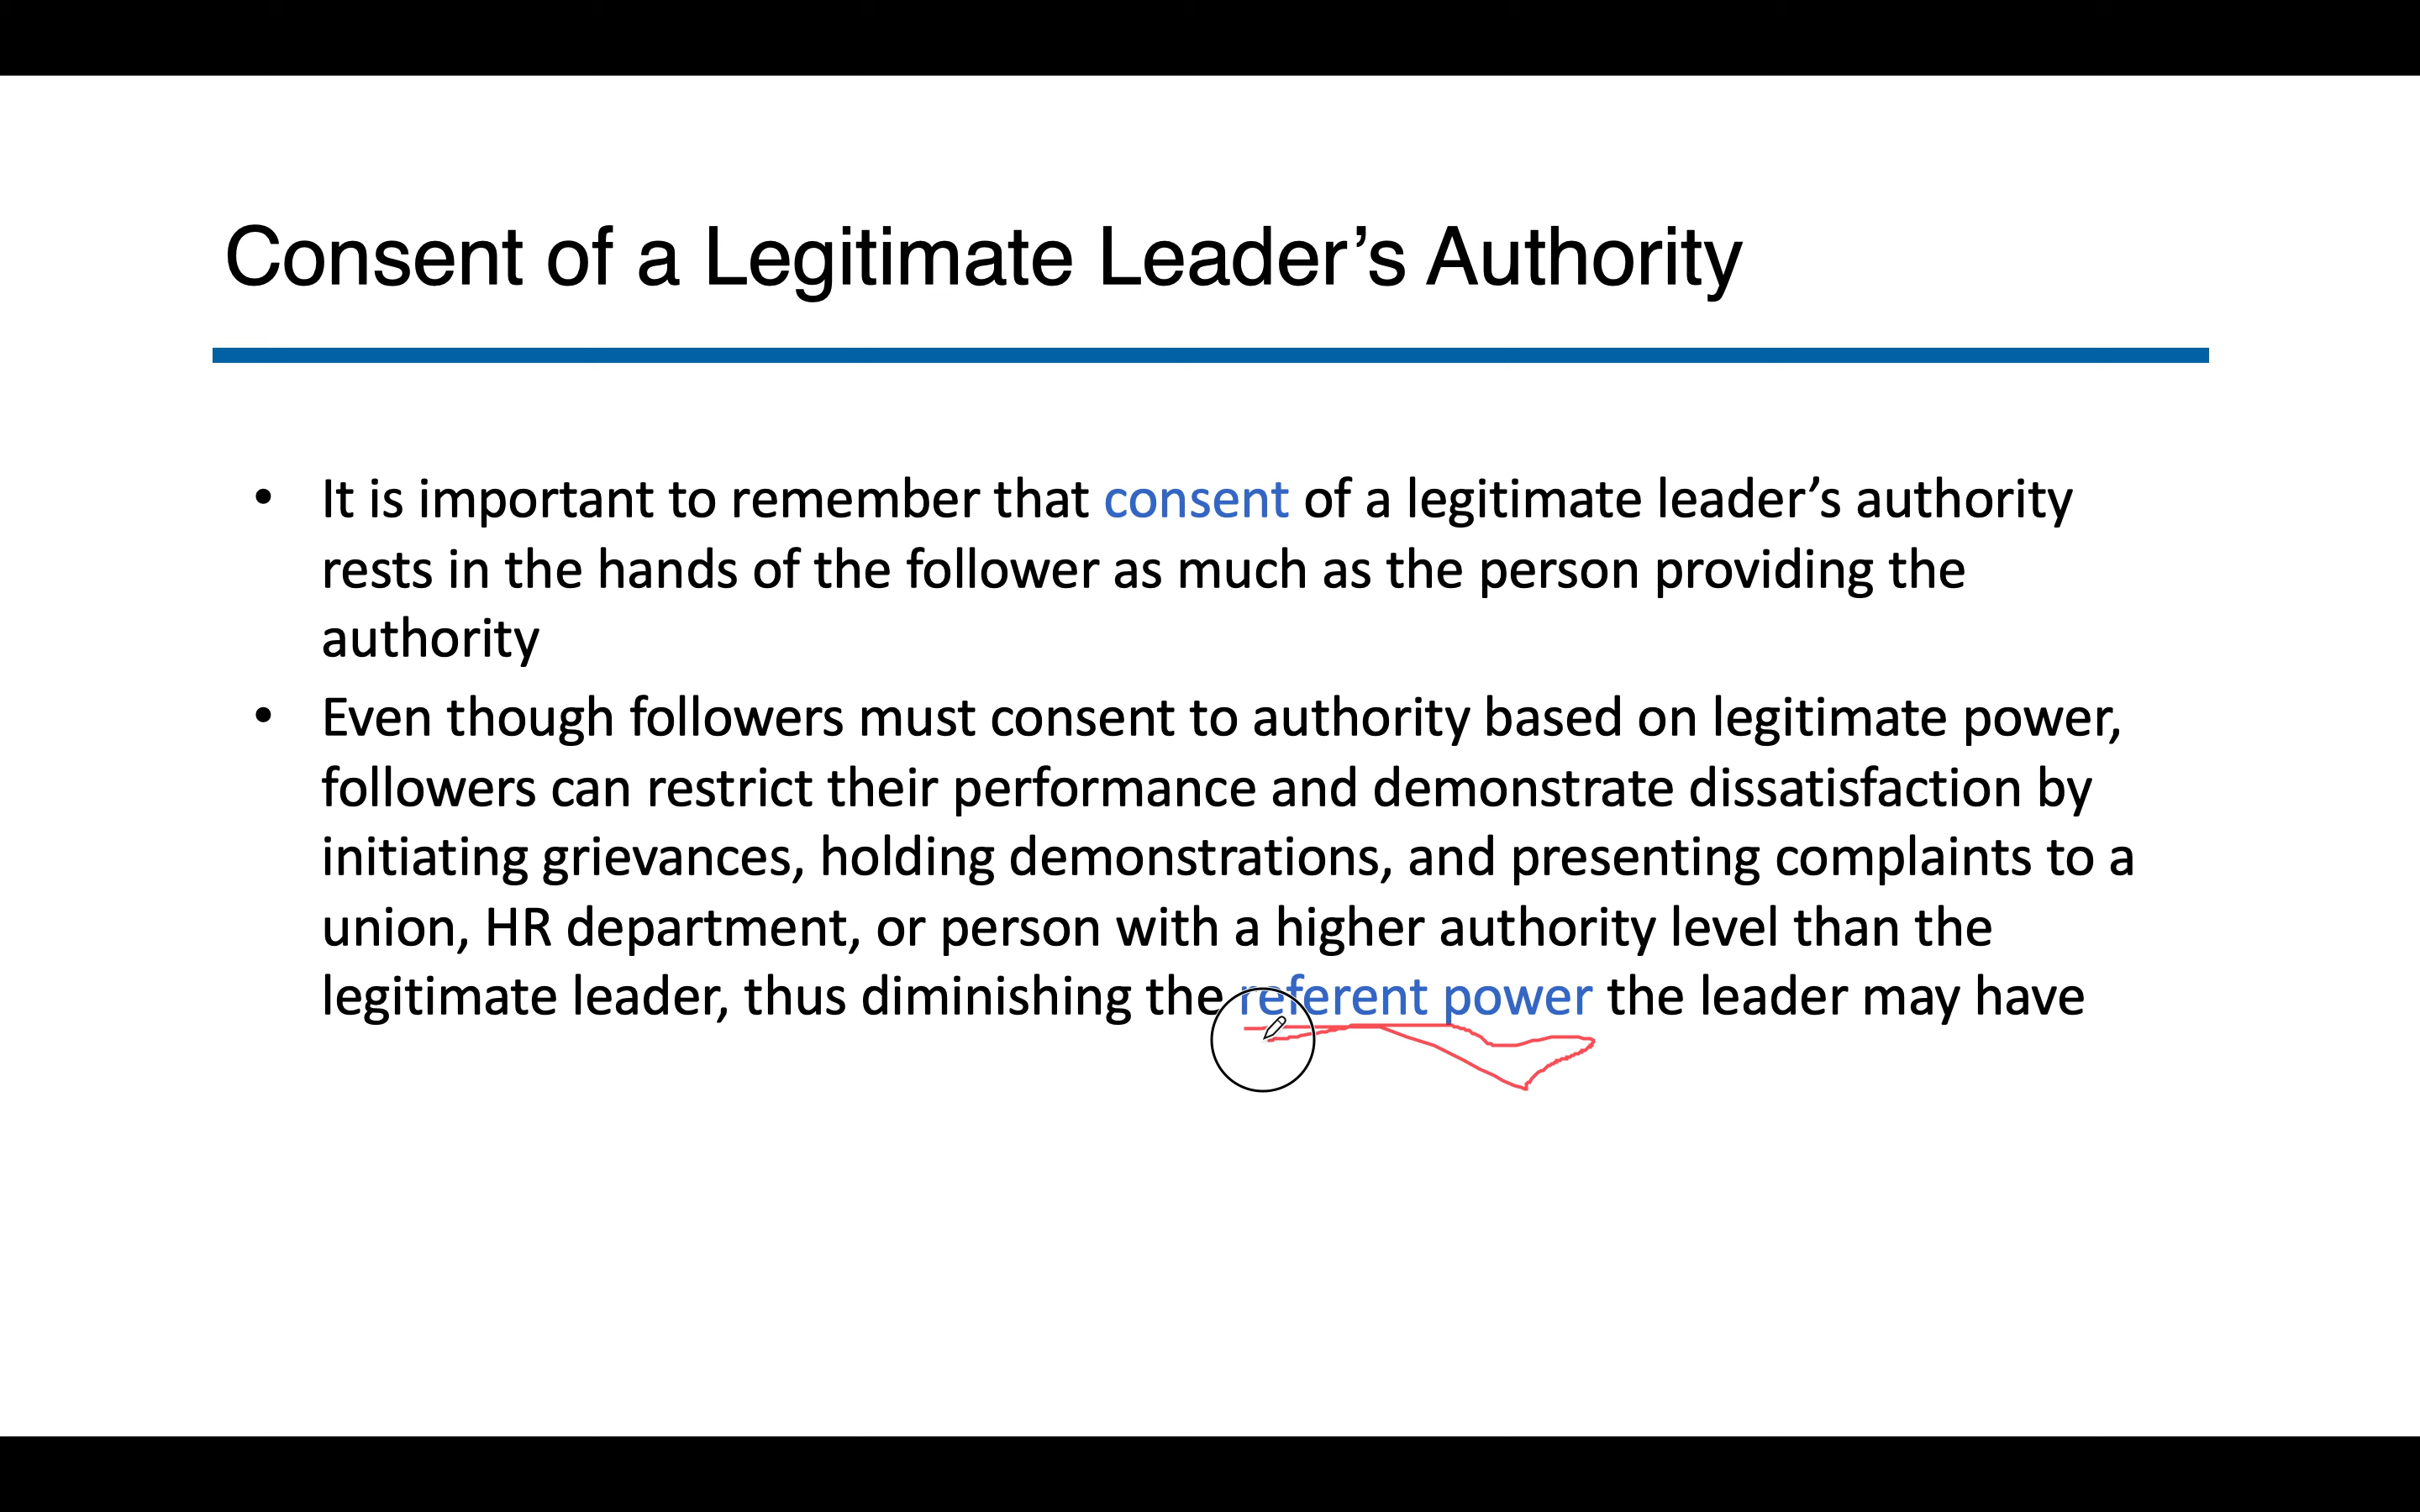 Consent of a Legitimate Leader’s Authority
• It is important to remember that consent of a legitimate leader’s authority
rests in the hands of the follower as much as the person providing the
authority
• Even though followers must consent to authority based on legitimate power,
followers can restrict their performance and demonstrate dissatisfaction by
initiating grievances, holding demonstrations, and presenting complaints to a
union, HR department, or person with a higher authority level than the
legitimate leader, thus diminishing the referent power the leader may have